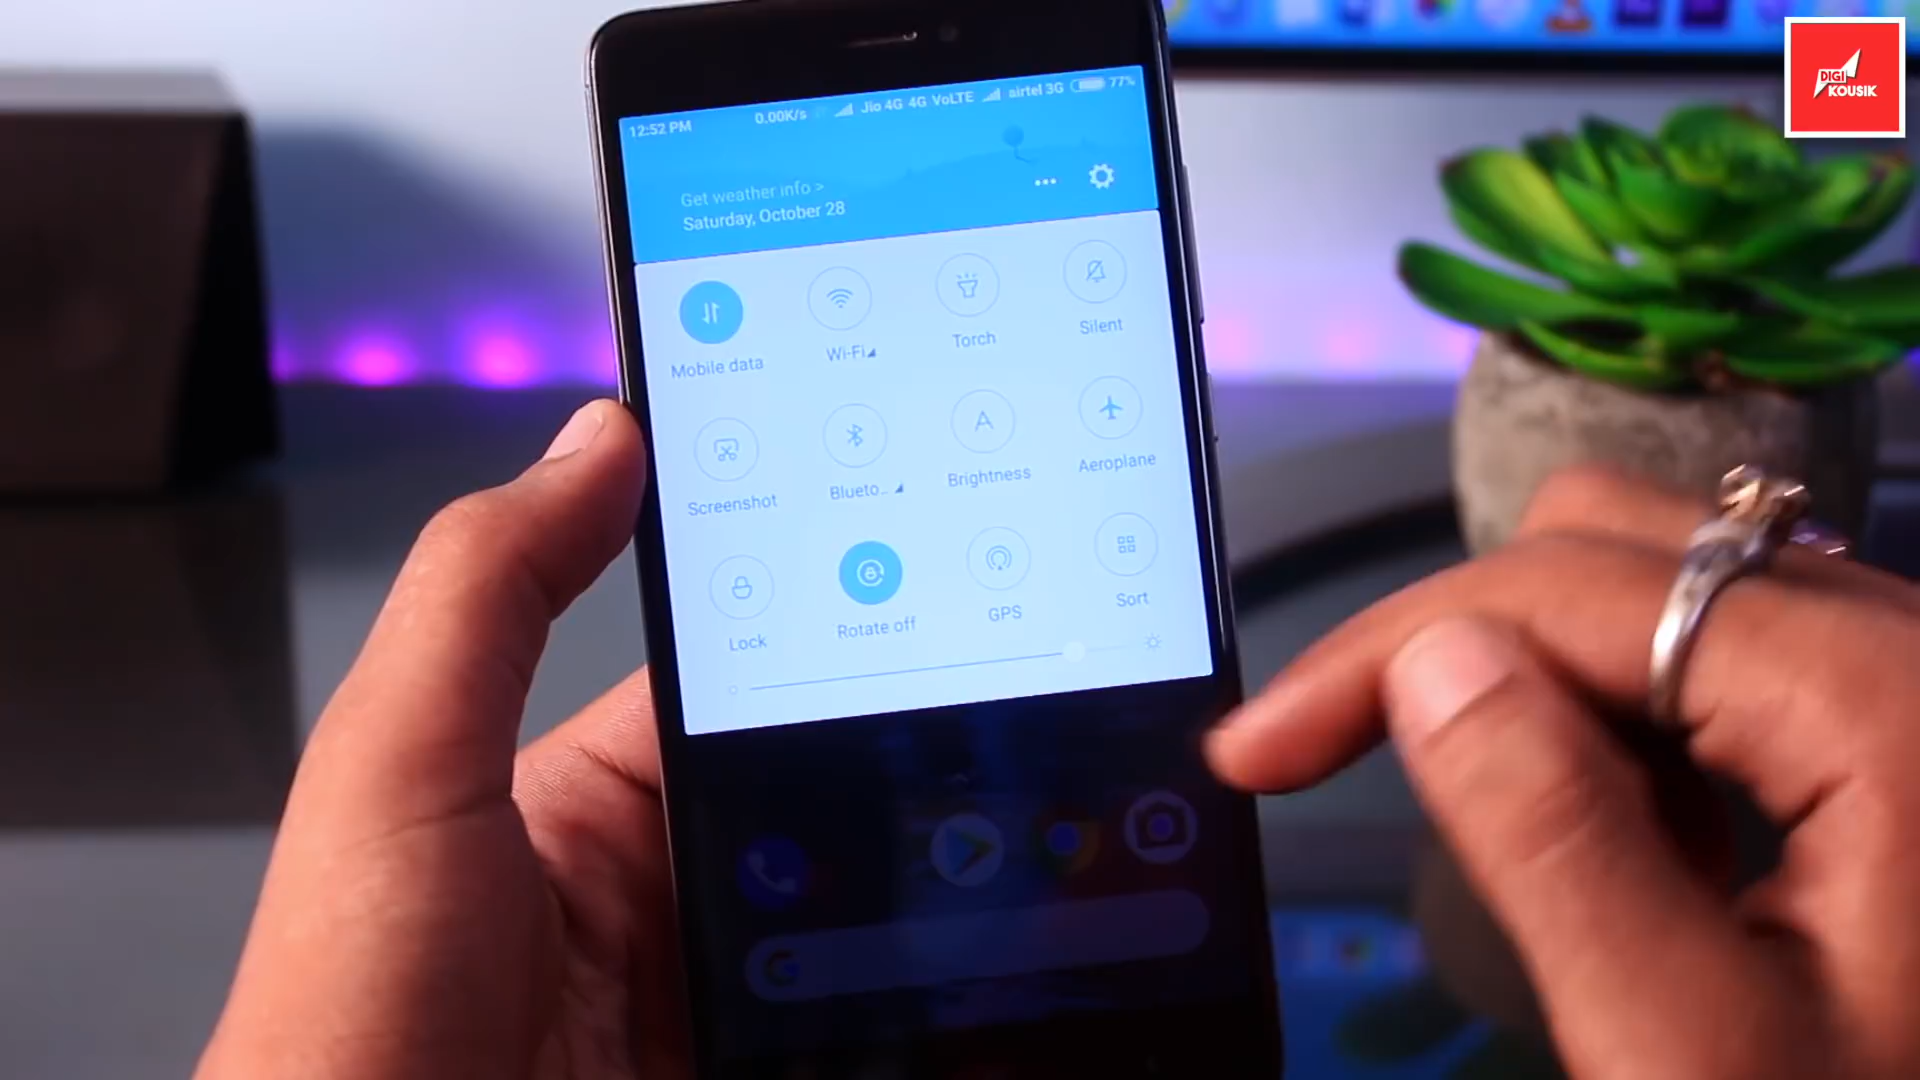 DIGI
KOUSIK
12:52 PM 0.00K/s Jio 4G 4G VoLTE airtel 3G 77%
Get weather info >
Saturday, October 28
Mobile data Wi-Fi Torch Silent
Screenshot Blueto.. Brightness Aeroplane
Lock Rotate off GPS Sort